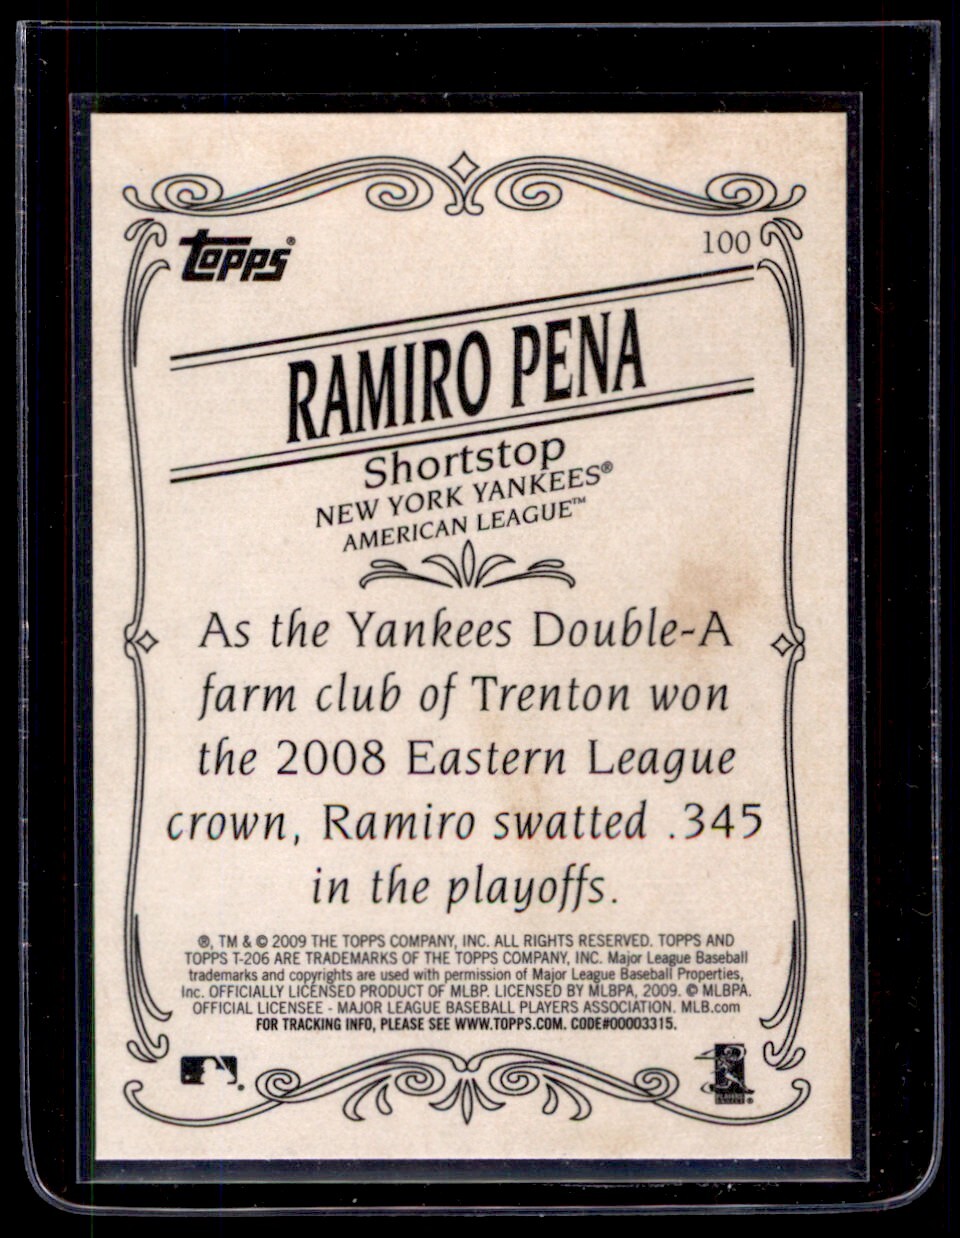 topps®
100
RAMIRO PENA
Shortstop
NEW YORK YANKEES®
AMERICAN LEAGUE™
As the Yankees Double-A
farm club of Trenton won
the 2008 Eastern League
crown, Ramiro swatted .345
in the playoffs.
®, TM & © 2009 THE TOPPS COMPANY, INC. ALL RIGHTS RESERVED. TOPPS AND
TOPPS T-206 ARE TRADEMARKS OF THE TOPPS COMPANY, INC. Major League Baseball
trademarks and copyrights are used with permission of Major League Baseball Properties,
Inc. OFFICIALLY LICENSED PRODUCT OF MLBP. LICENSED BY MLBPA, 2009. © MLBPA.
OFFICIAL LICENSEE - MAJOR LEAGUE BASEBALL PLAYERS ASSOCIATION. MLB.com
FOR TRACKING INFO, PLEASE SEE WWW.TOPPS.COM. CODE#00003315.
PLAYERS
CHOICE